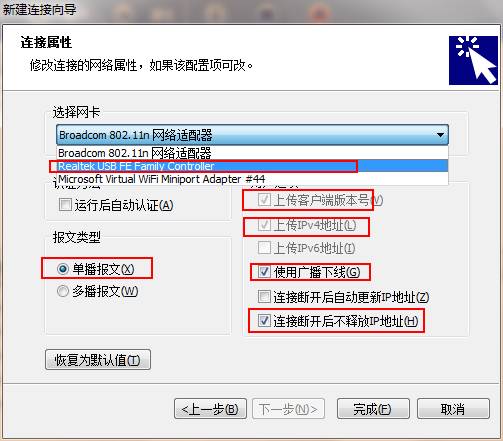 新建连接向导
连接属性
修改连接的网络属性，如果该配置项可改。
选择网卡
Broadcom 802.11n 网络适配器
Broadcom 802.11n 网络适配器
Realtek USB FE Family Controller
Microsoft Virtual WiFi Miniport Adapter #44
运行后自动认证(A)
报文类型
单播报文(X)
多播报文(W)
上传客户端版本号(V)
上传IPv4地址(L)
上传IPv6地址(I)
使用广播下线(G)
连接断开后自动更新IP地址(Z)
连接断开后不释放IP地址(H)
恢复为默认值(T)
<上一步(B)
下一步(N)>
完成(F)
取消